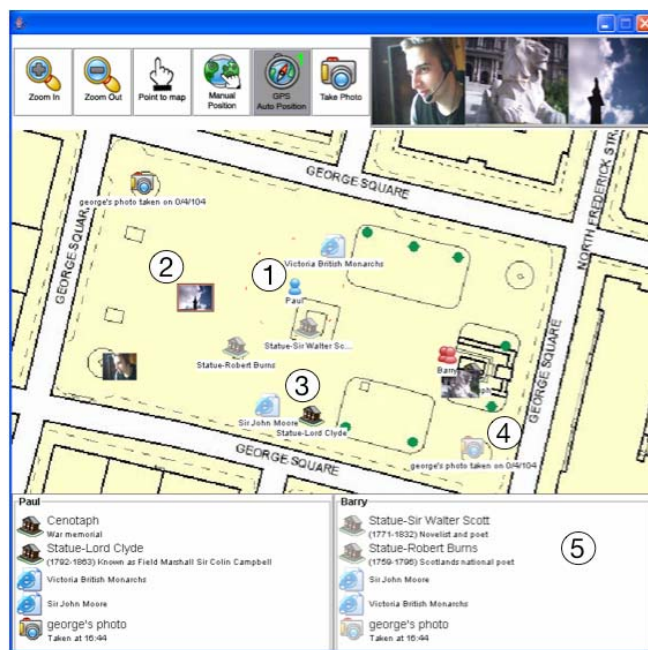 Zoom In
Zoom Out
Point to map
Manual
Position
GPS
Auto Position
Take Photo
GEORGE SQUARE
NORTH FREDERICK STR
george's photo taken on 0/4/104
GEORGE SQUAR
GEORGE SQUARE
2
1
Victoria British Monarchs
Paul
Statue-Sir Walter Sc...
Statue-Robert Burns
Barry
3
Sir John Moore
Statue-Lord Clyde
4
george's photo taken on 0/4/104
GEORGE SQUARE
Paul
Cenotaph
War memorial
Statue-Lord Clyde
(1792-1863) Known as Field Marshall Sir Colin Campbell
Victoria British Monarchs
Sir John Moore
george's photo
Taken at 16:44
Barry
Statue-Sir Walter Scott
(1771-1832) Novelist and poet
Statue-Robert Burns
(1759-1796) Scotlands national poet
5
Sir John Moore
Victoria British Monarchs
george's photo
Taken at 16:44